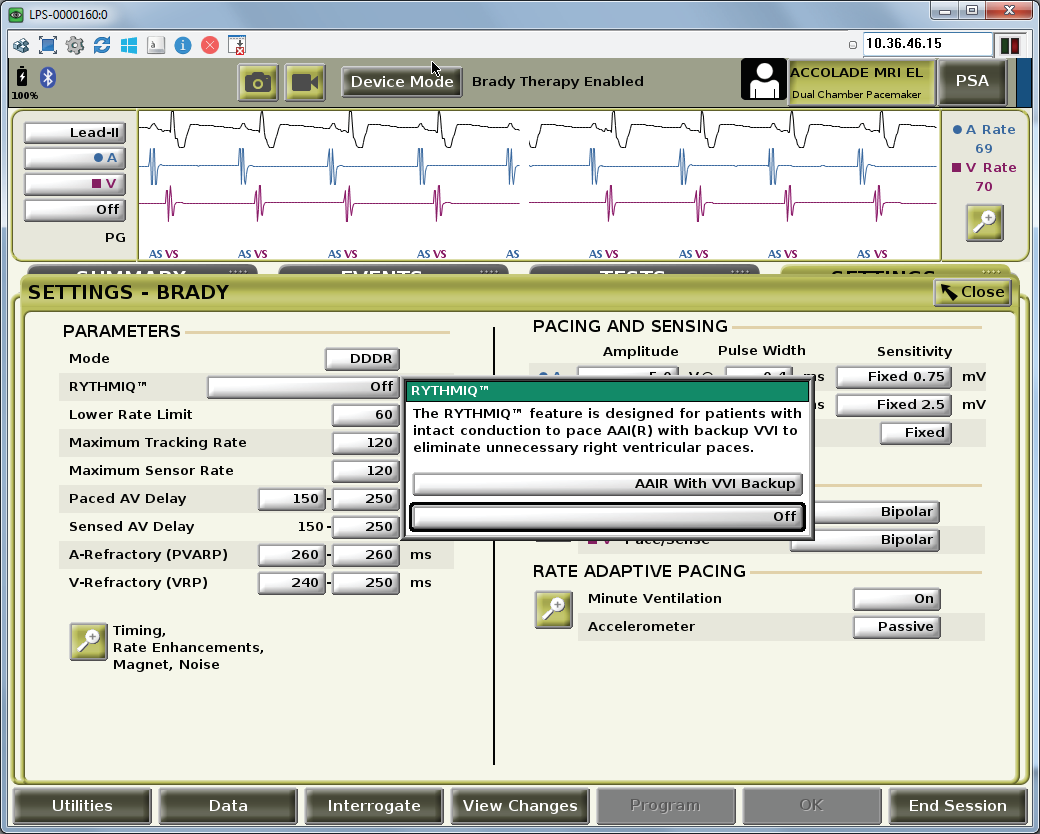 LPS-0000160:0
a
10.36.46.15
100%
Device Mode
Brady Therapy Enabled
ACCOLADE MRI EL
Dual Chamber Pacemaker
PSA
Lead-II
A
V
Off
PG
AS VS AS VS AS VS AS VS AS AS VS AS VS AS VS AS VS
A Rate
69
V Rate
70
SUMMARY EVENTS TESTS SETTINGS
SETTINGS - BRADY
Close
PARAMETERS
Mode DDDR
RYTHMIQ™ Off
Lower Rate Limit 60
Maximum Tracking Rate 120
Maximum Sensor Rate 120
Paced AV Delay 150 - 250
Sensed AV Delay 150 - 250
A-Refractory (PVARP) 260 - 260 ms
V-Refractory (VRP) 240 - 250 ms
Timing,
Rate Enhancements,
Magnet, Noise
PACING AND SENSING
Amplitude Pulse Width Sensitivity
A 5.0 V@ 0.4 ms Fixed 0.75 mV
ms Fixed 2.5 mV
Fixed
RYTHMIQ™
The RYTHMIQ™ feature is designed for patients with
intact conduction to pace AAI(R) with backup VVI to
eliminate unnecessary right ventricular paces.
AAIR With VVI Backup
Off
Bipolar
V Pace/Sense Bipolar
RATE ADAPTIVE PACING
Minute Ventilation On
Accelerometer Passive
Utilities
Data
Interrogate
View Changes
Program
OK
End Session